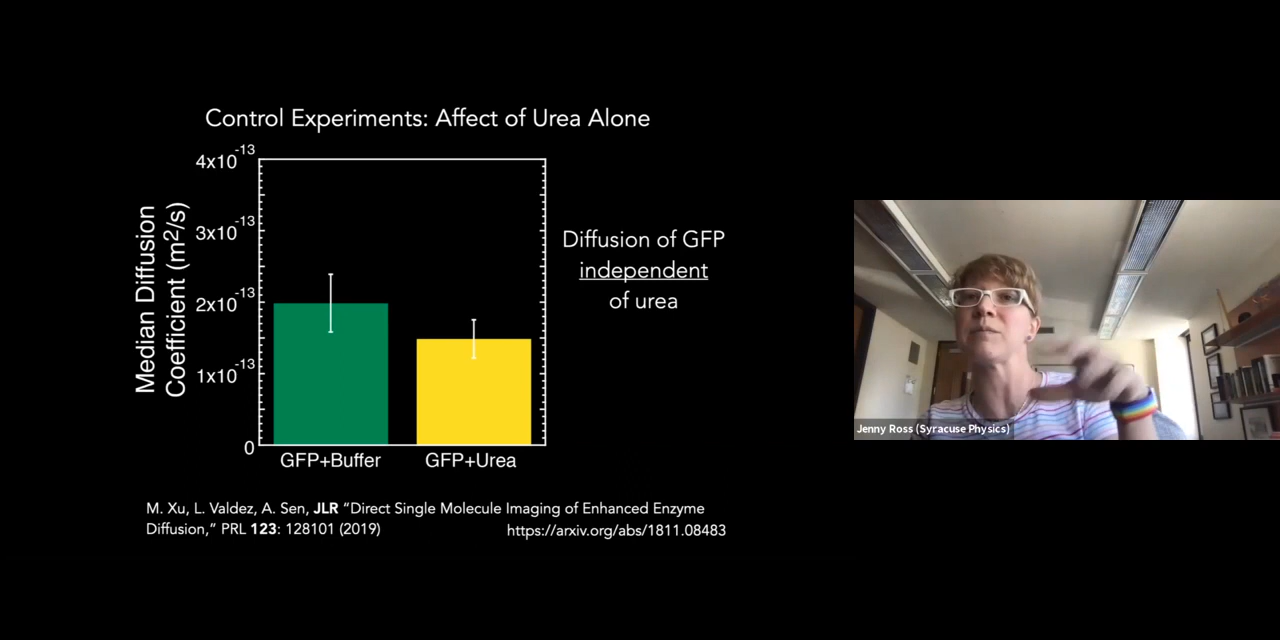 Control Experiments: Affect of Urea Alone
Median Diffusion
Coefficient (m²/s)
4x10⁻¹³
3x10⁻¹³
2x10⁻¹³
1x10⁻¹³
0
GFP+Buffer
GFP+Urea
Diffusion of GFP
independent
of urea
M. Xu, L. Valdez, A. Sen, JLR “Direct Single Molecule Imaging of Enhanced Enzyme
Diffusion,” PRL 123: 128101 (2019)
https://arxiv.org/abs/1811.08483
Jenny Ross (Syracuse Physics)